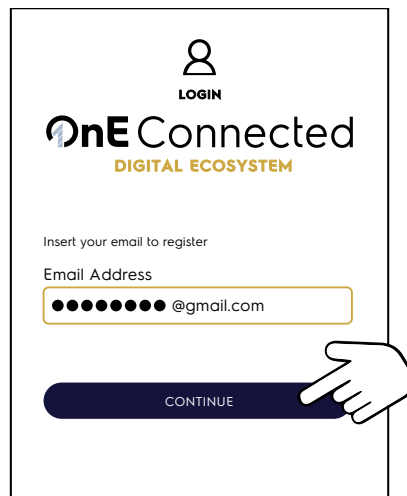 LOGIN
OnE Connected
DIGITAL ECOSYSTEM
Insert your email to register
Email Address
●●●●●●●● @gmail.com
CONTINUE